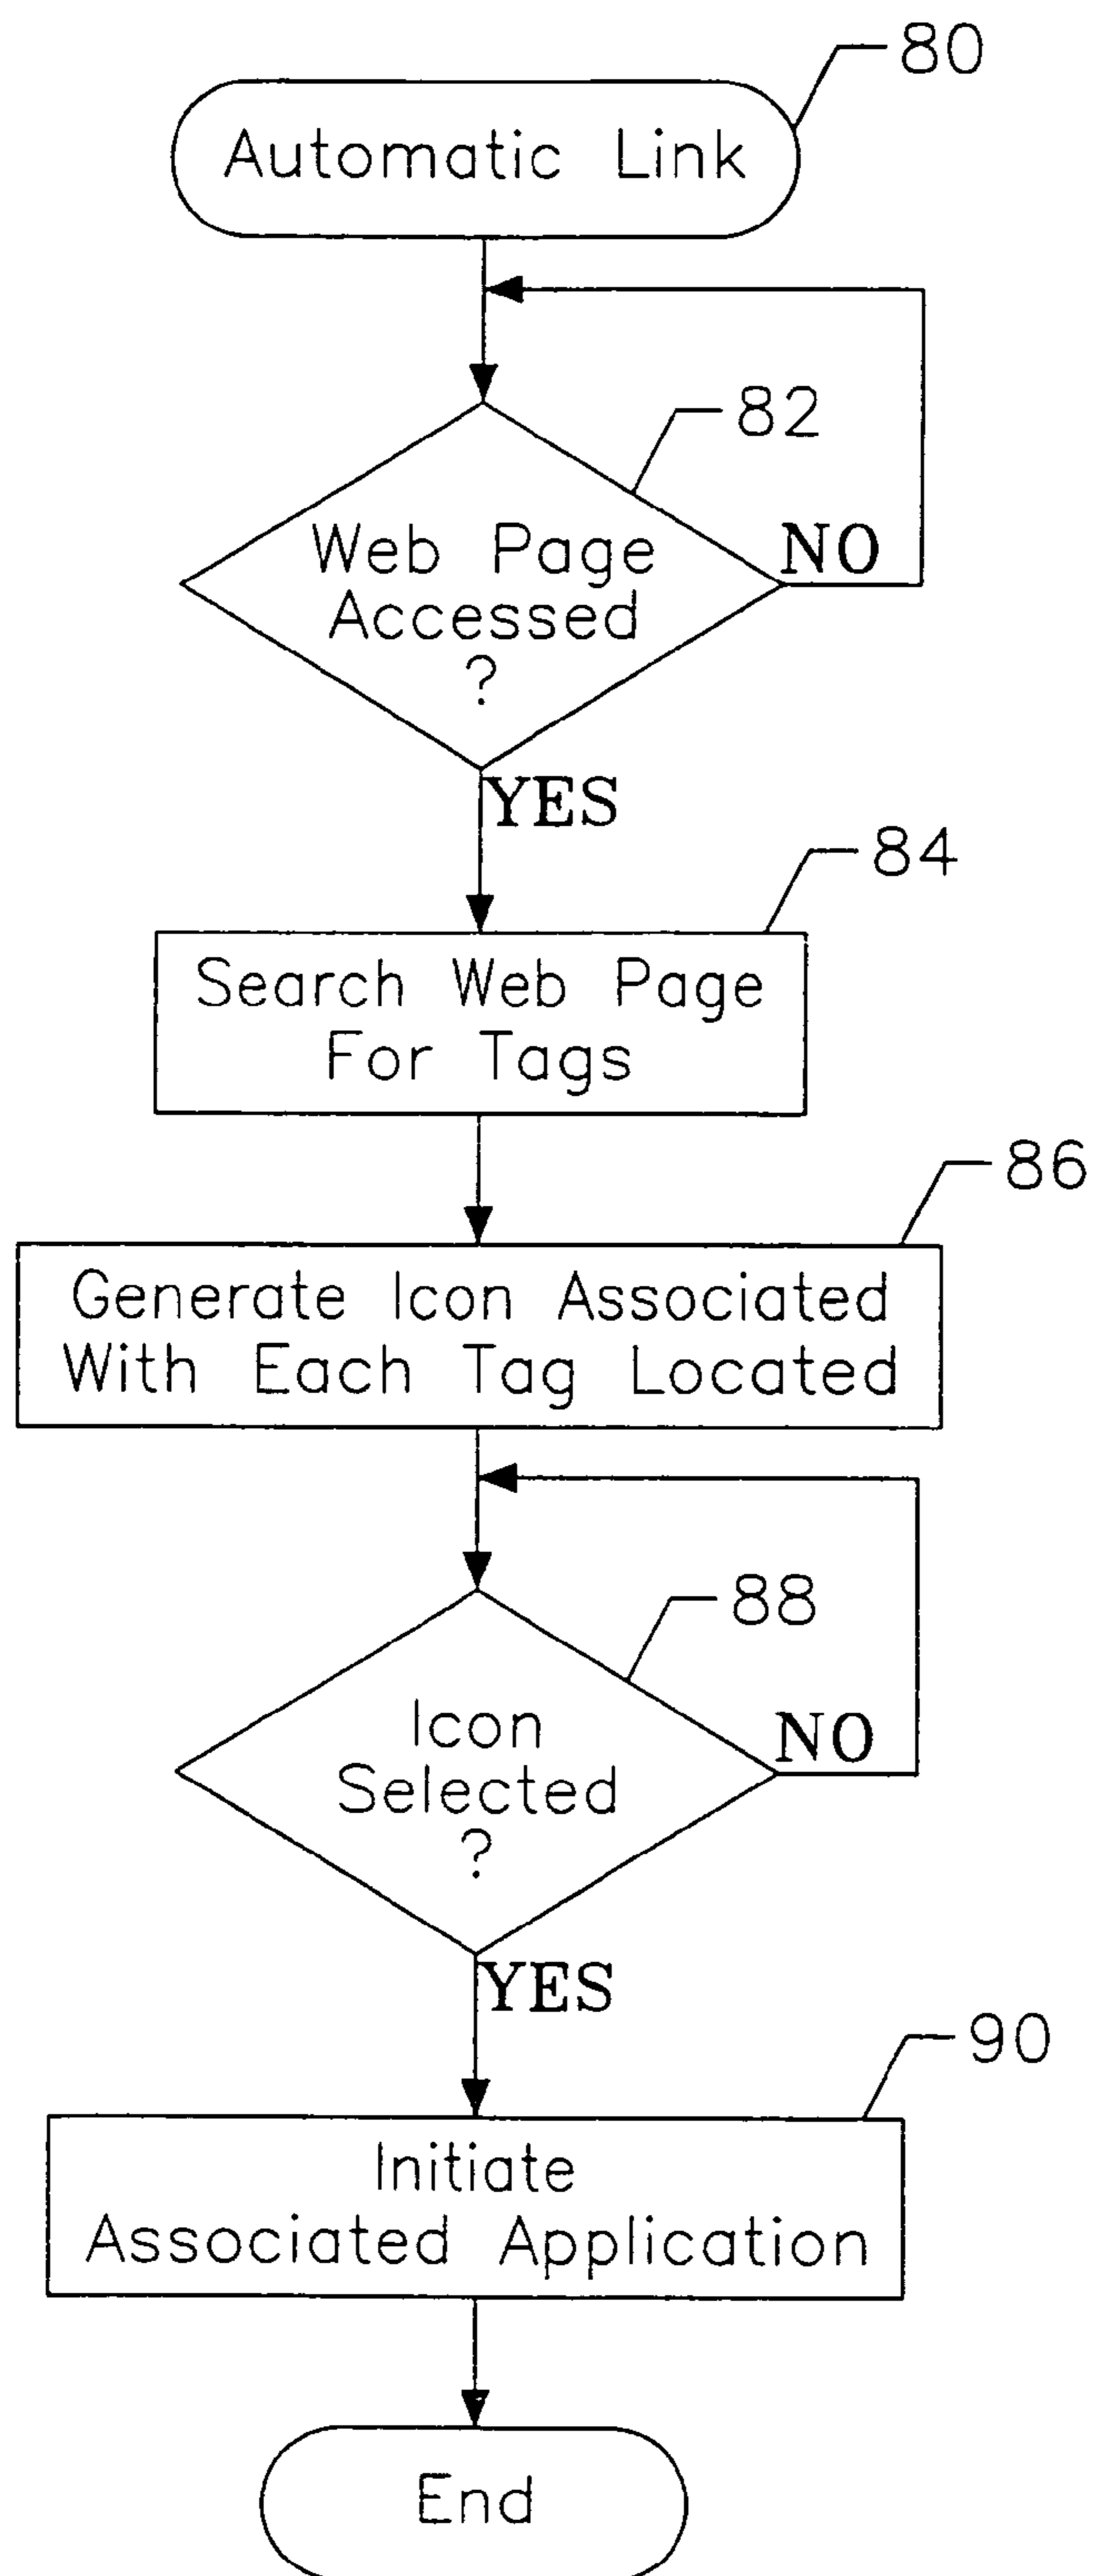 80
Automatic Link
82
Web Page
Accessed
?
NO
YES
84
Search Web Page
For Tags
86
Generate Icon Associated
With Each Tag Located
88
Icon
Selected
?
NO
YES
90
Initiate
Associated Application
End